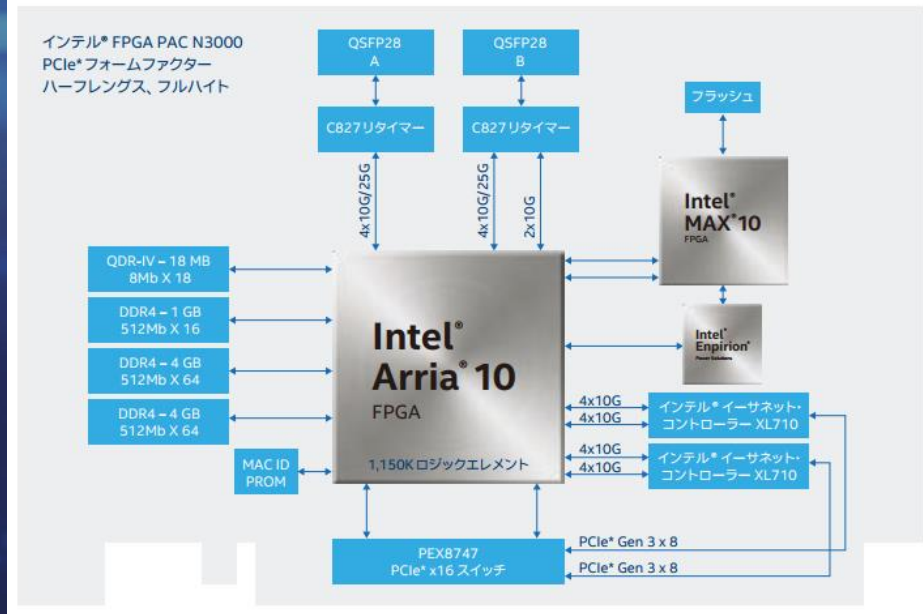 インテル® FPGA PAC N3000
PCIe* フォームファクター
ハーフレングス、フルハイト
QSFP28
A
QSFP28
B
C827リタイマー
C827リタイマー
フラッシュ
4x10G/25G
4x10G/25G
2x10G
Intel®
MAX®10
FPGA
QDR-IV – 18 MB
8Mb X 18
DDR4 – 1 GB
512Mb X 16
DDR4 – 4 GB
512Mb X 64
DDR4 – 4 GB
512Mb X 64
MAC ID
PROM
Intel®
Arria® 10
FPGA
1,150K ロジックエレメント
Intel®
Enpirion®
Power Solutions
4x10G
4x10G
インテル® イーサネット・
コントローラー XL710
4x10G
4x10G
インテル® イーサネット・
コントローラー XL710
PEX8747
PCIe* x16 スイッチ
PCIe* Gen 3 x 8
PCIe* Gen 3 x 8